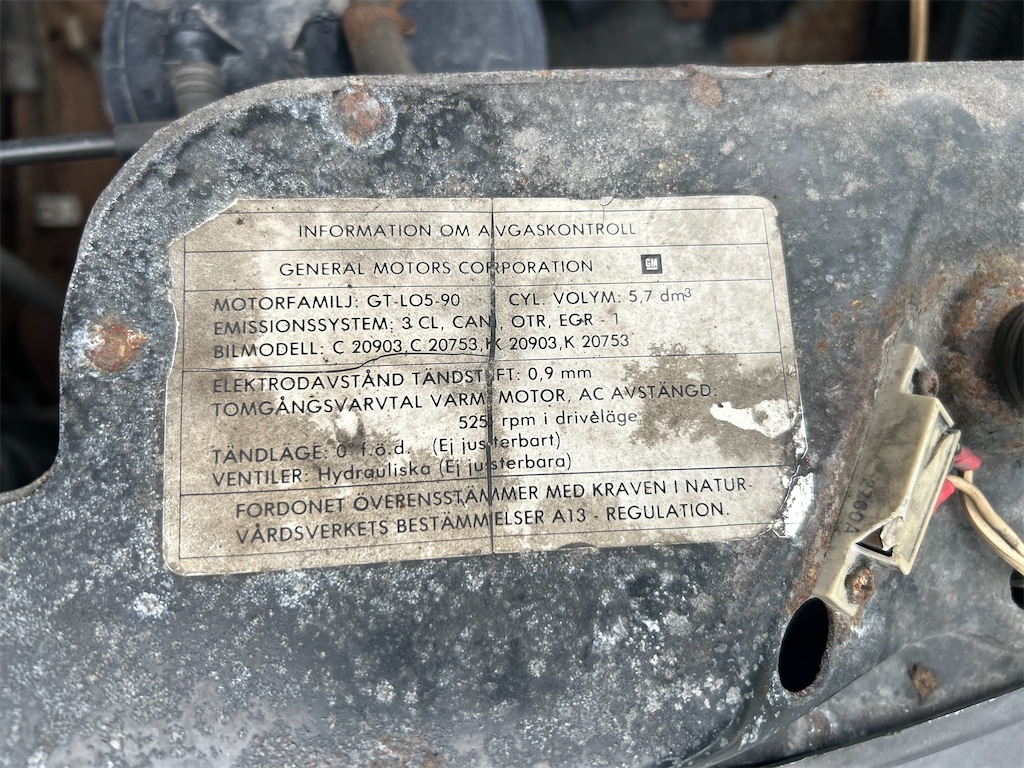 INFORMATION OM AVGASKONTROLL
GENERAL MOTORS CORPORATION GM
MOTORFAMILJ: GT-LO5-90 CYL. VOLYM: 5,7 dm³
EMISSIONSSYSTEM: 3 CL, CAN, OTR, EGR - 1
BILMODELL: C 20903, C 20753, K 20903, K 20753
ELEKTRODAVSTÅND TÄNDSTIFT: 0,9 mm
TOMGÅNGSVARVTAL VARM MOTOR, AC AVSTÄNGD:
525 rpm i driveläge
TÄNDLÄGE: 0° f.ö.d. (Ej justerbart)
VENTILER: Hydrauliska (Ej justerbara)
FORDONET ÖVERENSSTÄMMER MED KRAVEN I NATUR-
VÅRDSVERKETS BESTÄMMELSER A13 - REGULATION.